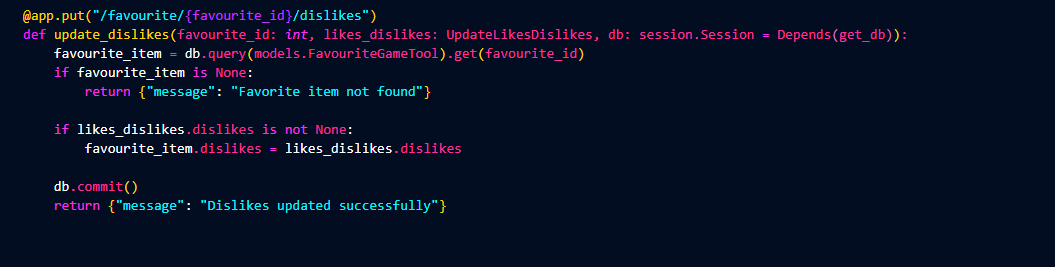 @app.put("/favourite/{favourite_id}/dislikes")
def update_dislikes(favourite_id: int, likes_dislikes: UpdateLikesDislikes, db: session.Session = Depends(get_db)):
    favourite_item = db.query(models.FavouriteGameTool).get(favourite_id)
    if favourite_item is None:
        return {"message": "Favorite item not found"}
    if likes_dislikes.dislikes is not None:
        favourite_item.dislikes = likes_dislikes.dislikes
    db.commit()
    return {"message": "Dislikes updated successfully"}